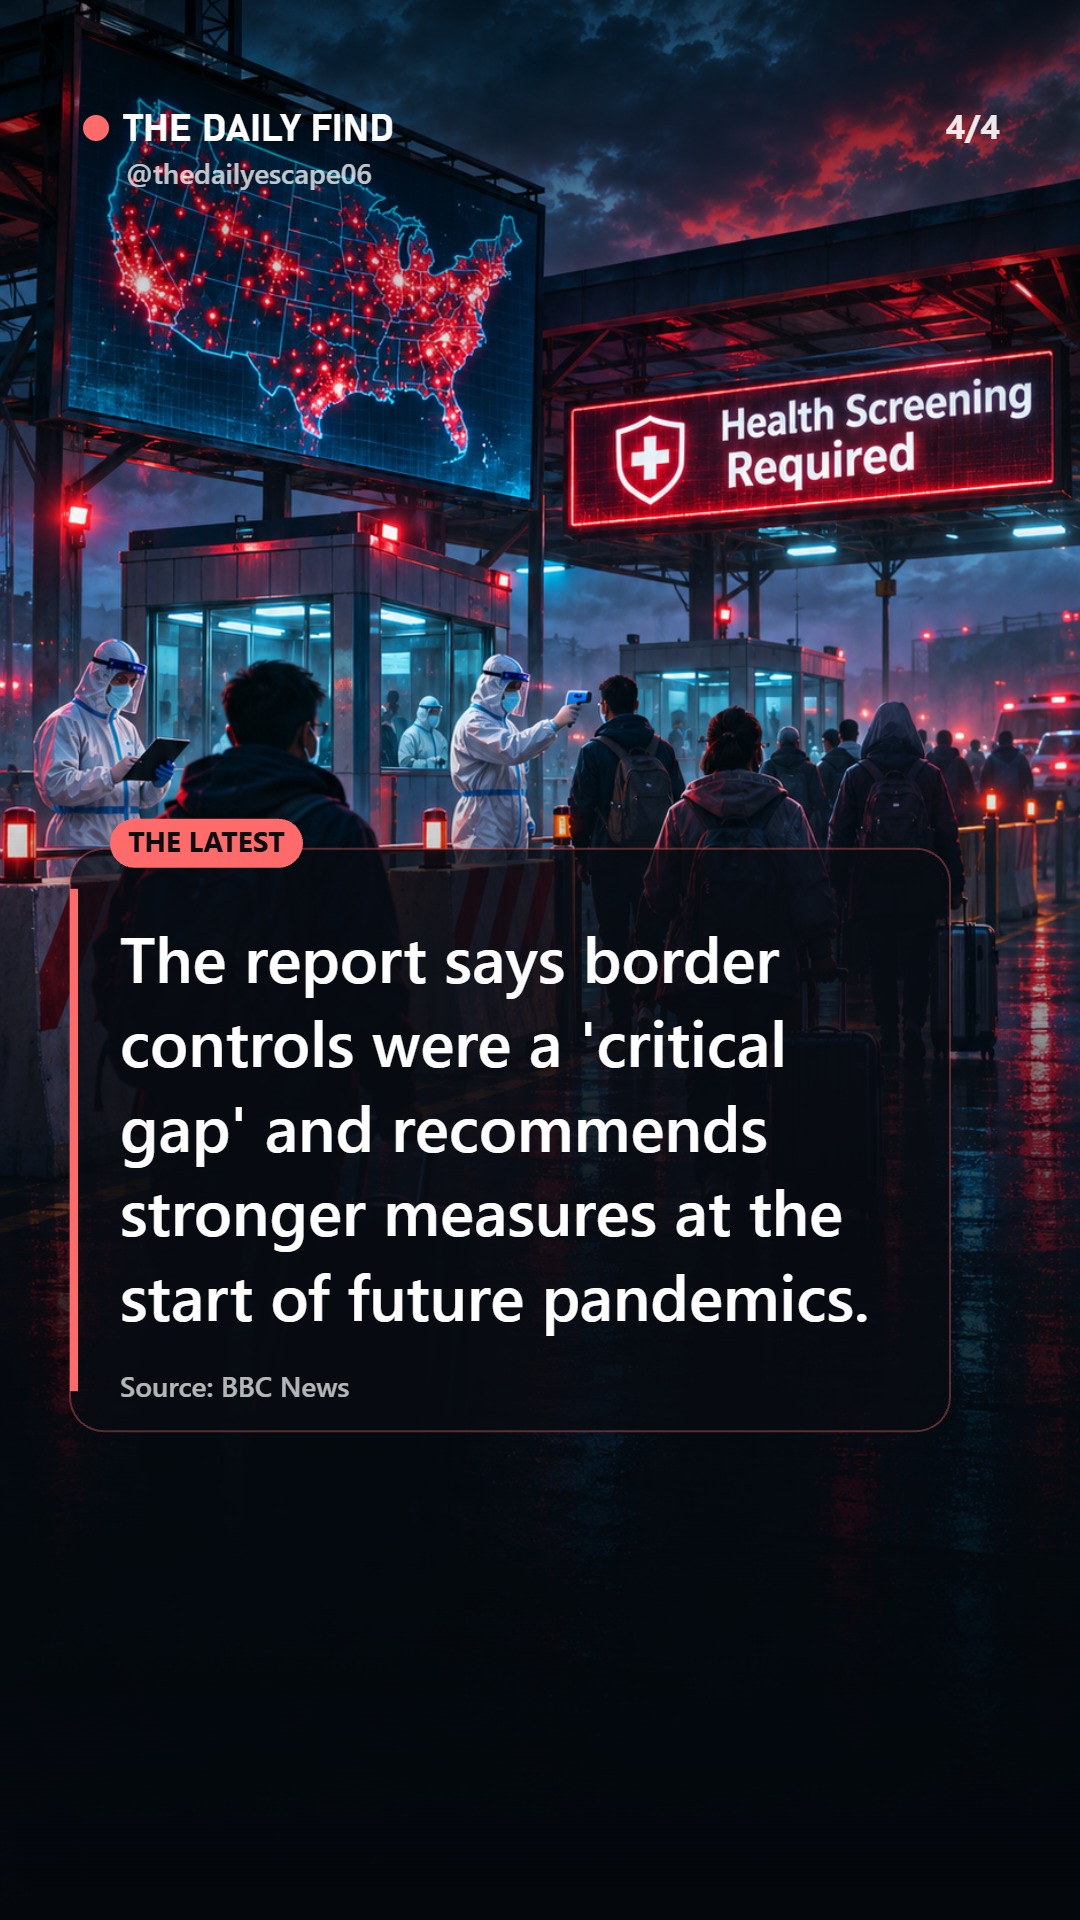 THE DAILY FIND
4/4
@thedailyescape06
Health Screening
Required
THE LATEST
The report says border
controls were a 'critical
gap' and recommends
stronger measures at the
start of future pandemics.
Source: BBC News